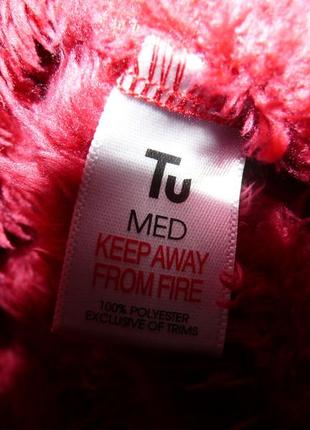 Tu
MED
KEEP AWAY
FROM FIRE
100% POLYESTER
EXCLUSIVE OF TRIMS